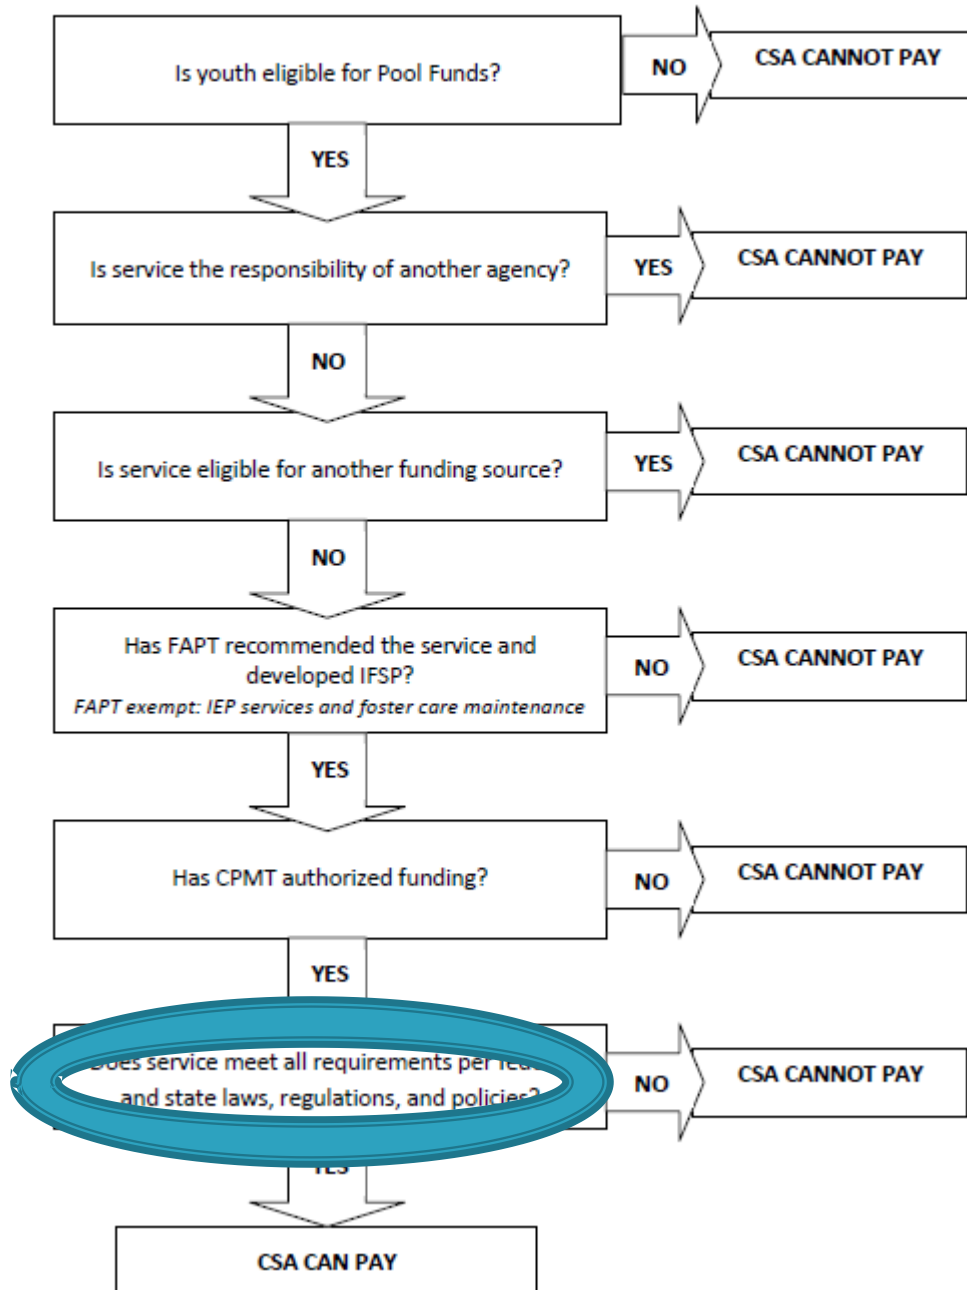 Is youth eligible for Pool Funds?
NO
CSA CANNOT PAY
YES
Is service the responsibility of another agency?
YES
CSA CANNOT PAY
NO
Is service eligible for another funding source?
YES
CSA CANNOT PAY
NO
Has FAPT recommended the service and
developed IFSP?
FAPT exempt: IEP services and foster care maintenance
NO
CSA CANNOT PAY
YES
Has CPMT authorized funding?
NO
CSA CANNOT PAY
YES
Does service meet all requirements per
and state laws, regulations, and policies?
NO
CSA CANNOT PAY
YES
CSA CAN PAY